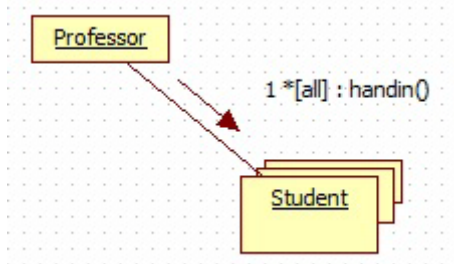 Professor
1 *[all] : handin()
Student